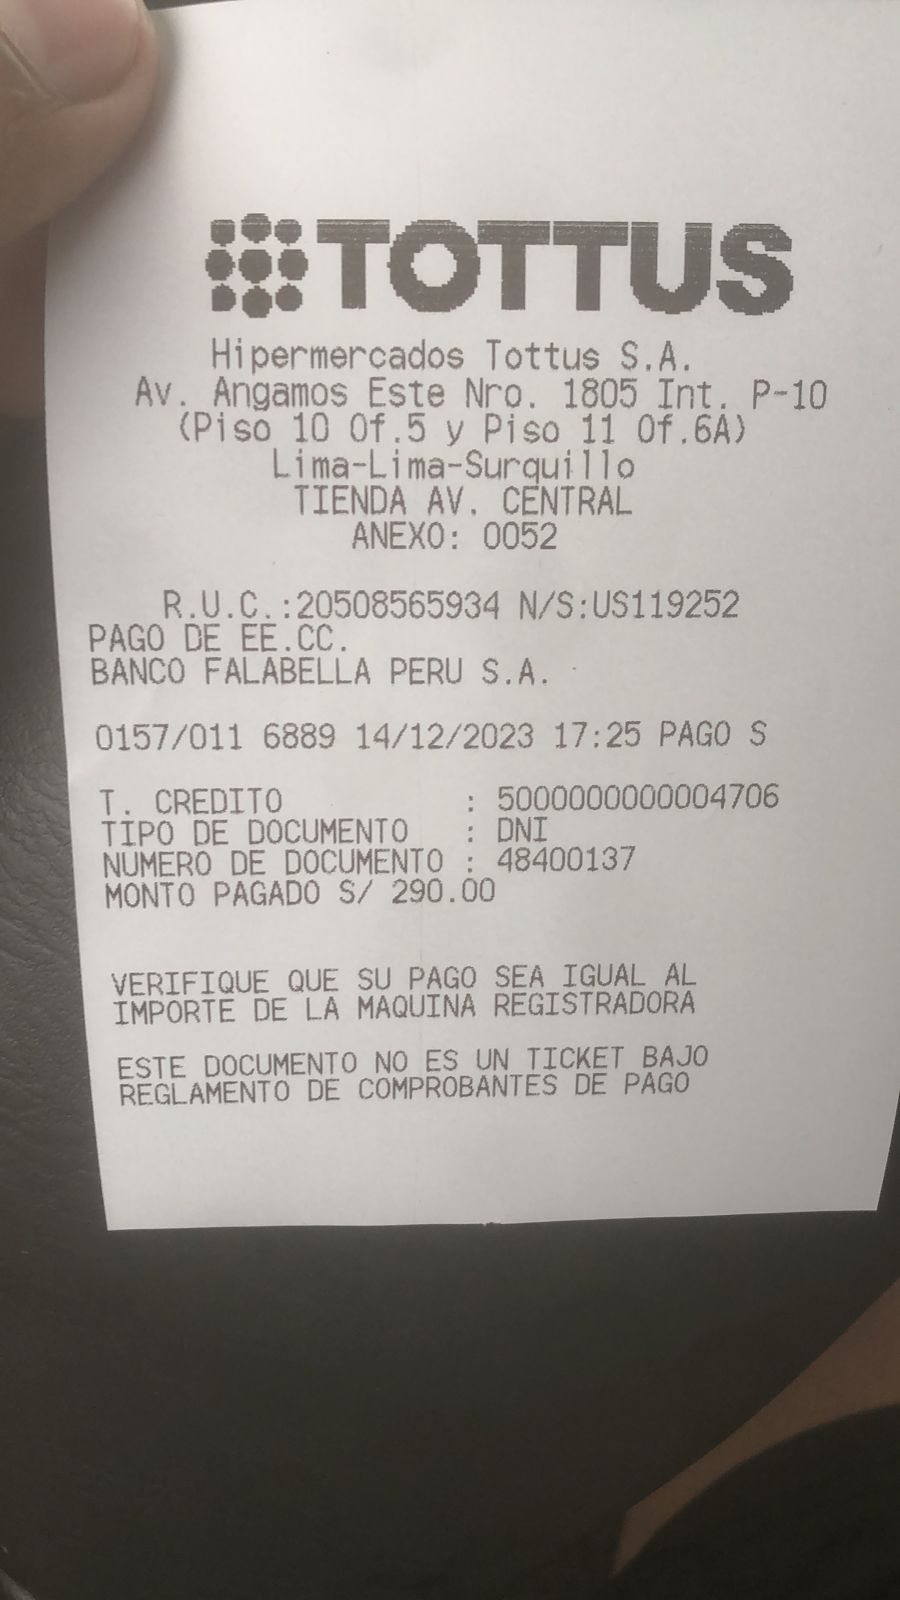 TOTTUS
Hipermercados Tottus S.A.
Av. Angamos Este Nro. 1805 Int. P-10
(Piso 10 Of.5 y Piso 11 Of.6A)
Lima-Lima-Surquillo
TIENDA AV. CENTRAL
ANEXO: 0052
R.U.C.:20508565934 N/S:US119252
PAGO DE EE.CC.
BANCO FALABELLA PERU S.A.
0157/011 6889 14/12/2023 17:25 PAGO S
T. CREDITO : 5000000000004706
TIPO DE DOCUMENTO : DNI
NUMERO DE DOCUMENTO : 48400137
MONTO PAGADO S/ 290.00
VERIFIQUE QUE SU PAGO SEA IGUAL AL
IMPORTE DE LA MAQUINA REGISTRADORA
ESTE DOCUMENTO NO ES UN TICKET BAJO
REGLAMENTO DE COMPROBANTES DE PAGO